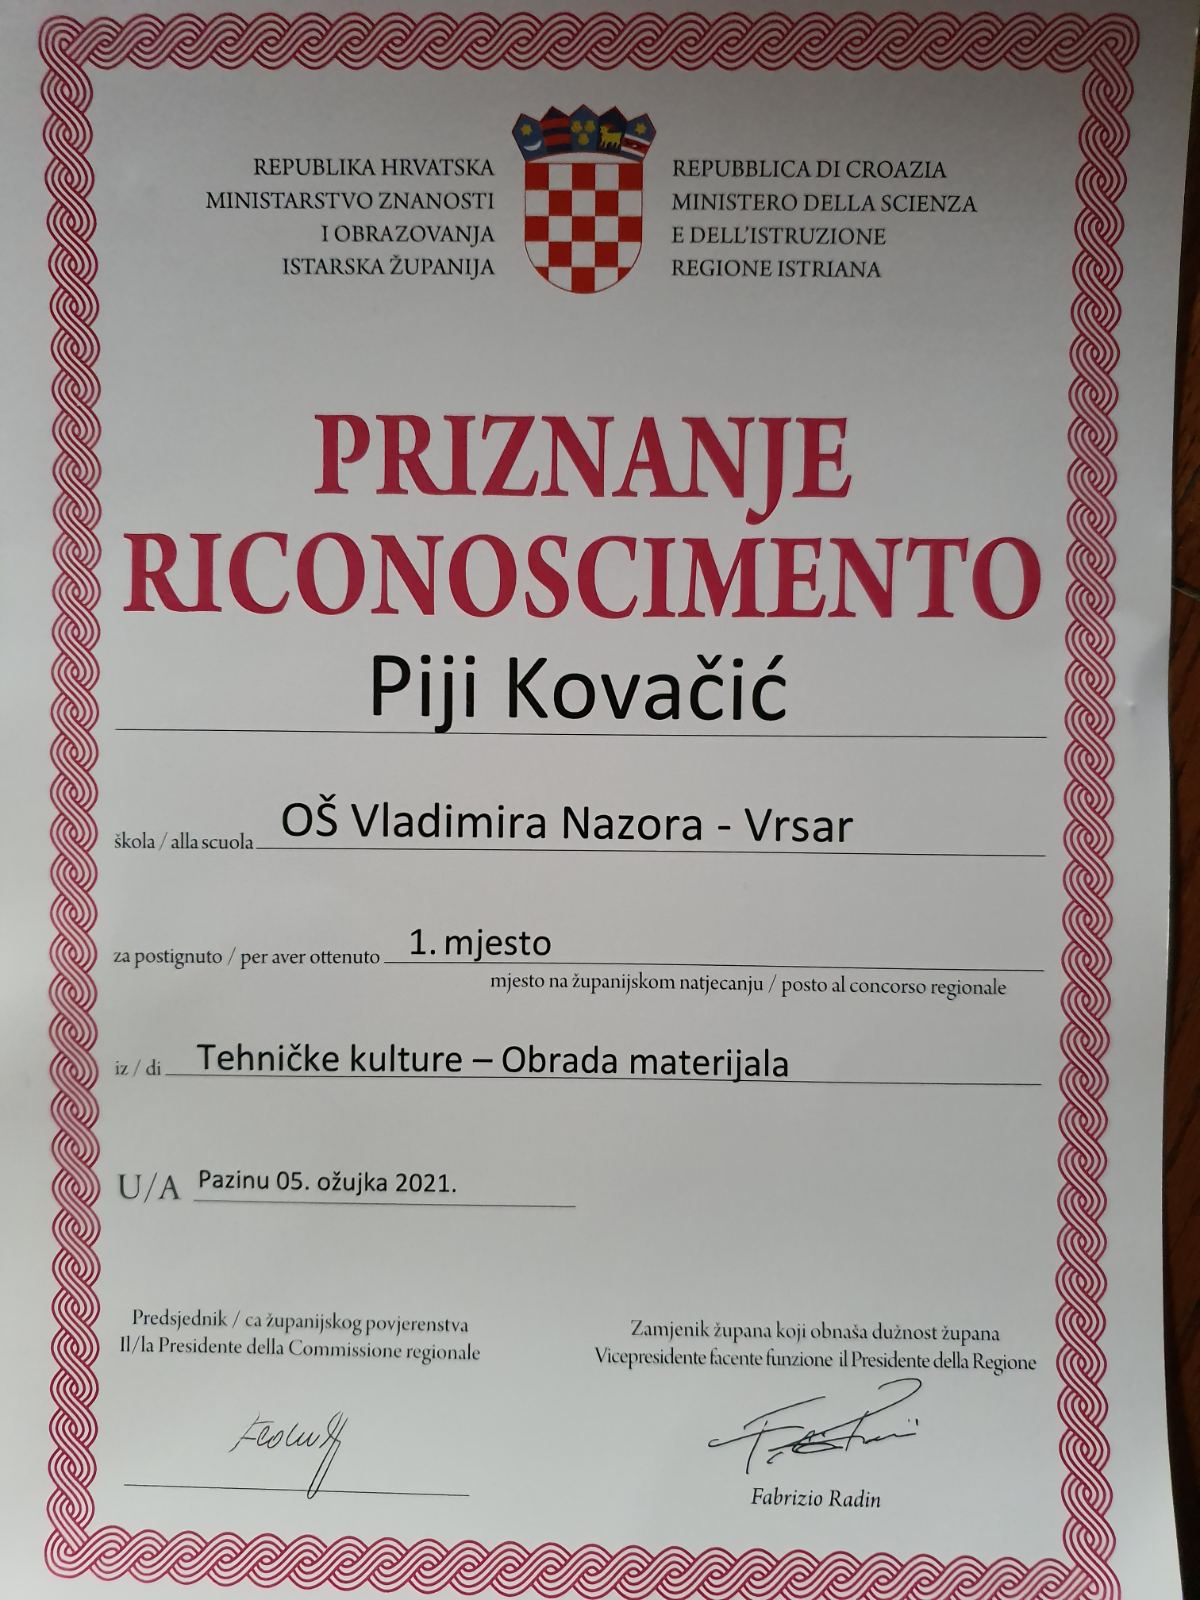 REPUBLIKA HRVATSKA
MINISTARSTVO ZNANOSTI
I OBRAZOVANJA
ISTARSKA ŽUPANIJA
REPUBBLICA DI CROAZIA
MINISTERO DELLA SCIENZA
E DELL'ISTRUZIONE
REGIONE ISTRIANA
PRIZNANJE
RICONOSCIMENTO
Piji Kovačić
škola / alla scuola OŠ Vladimira Nazora - Vrsar
za postignuto / per aver ottenuto 1. mjesto
mjesto na županijskom natjecanju / posto al concorso regionale
iz / di Tehničke kulture – Obrada materijala
U/A Pazinu 05. ožujka 2021.
Predsjednik / ca županijskog povjerenstva
Il/la Presidente della Commissione regionale
Zamjenik župana koji obnaša dužnost župana
Vicepresidente facente funzione il Presidente della Regione
Fabrizio Radin